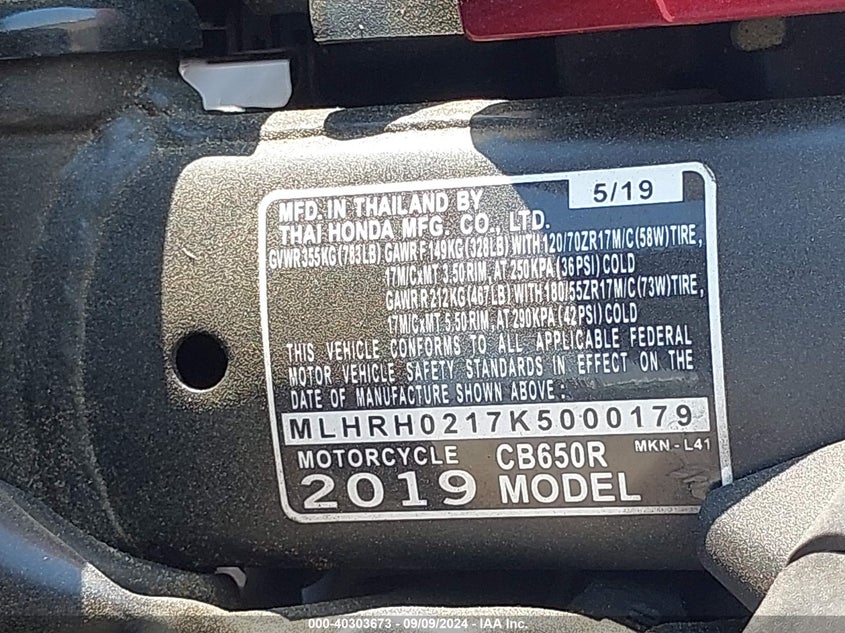 5/19
MFD. IN THAILAND BY
THAI HONDA MFG. CO., LTD.
GVWR 355KG (783LB) GAWR F 149KG (328LB) WITH 120/70ZR17M/C (58W) TIRE,
17M/CxMT 3.50 RIM, AT 250KPA (36PSI) COLD
GAWR R 212KG (467LB) WITH 180/55ZR17M/C (73W) TIRE,
17M/CxMT 5.50 RIM, AT 290KPA (42PSI) COLD
THIS VEHICLE CONFORMS TO ALL APPLICABLE FEDERAL
MOTOR VEHICLE SAFETY STANDARDS IN EFFECT ON THE
DATE OF MANUFACTURE SHOWN ABOVE :
MLHRH0217K5000179
MOTORCYCLE CB650R MKN - L41
2019 MODEL
000-40303673 - 09/09/2024 - IAA Inc.